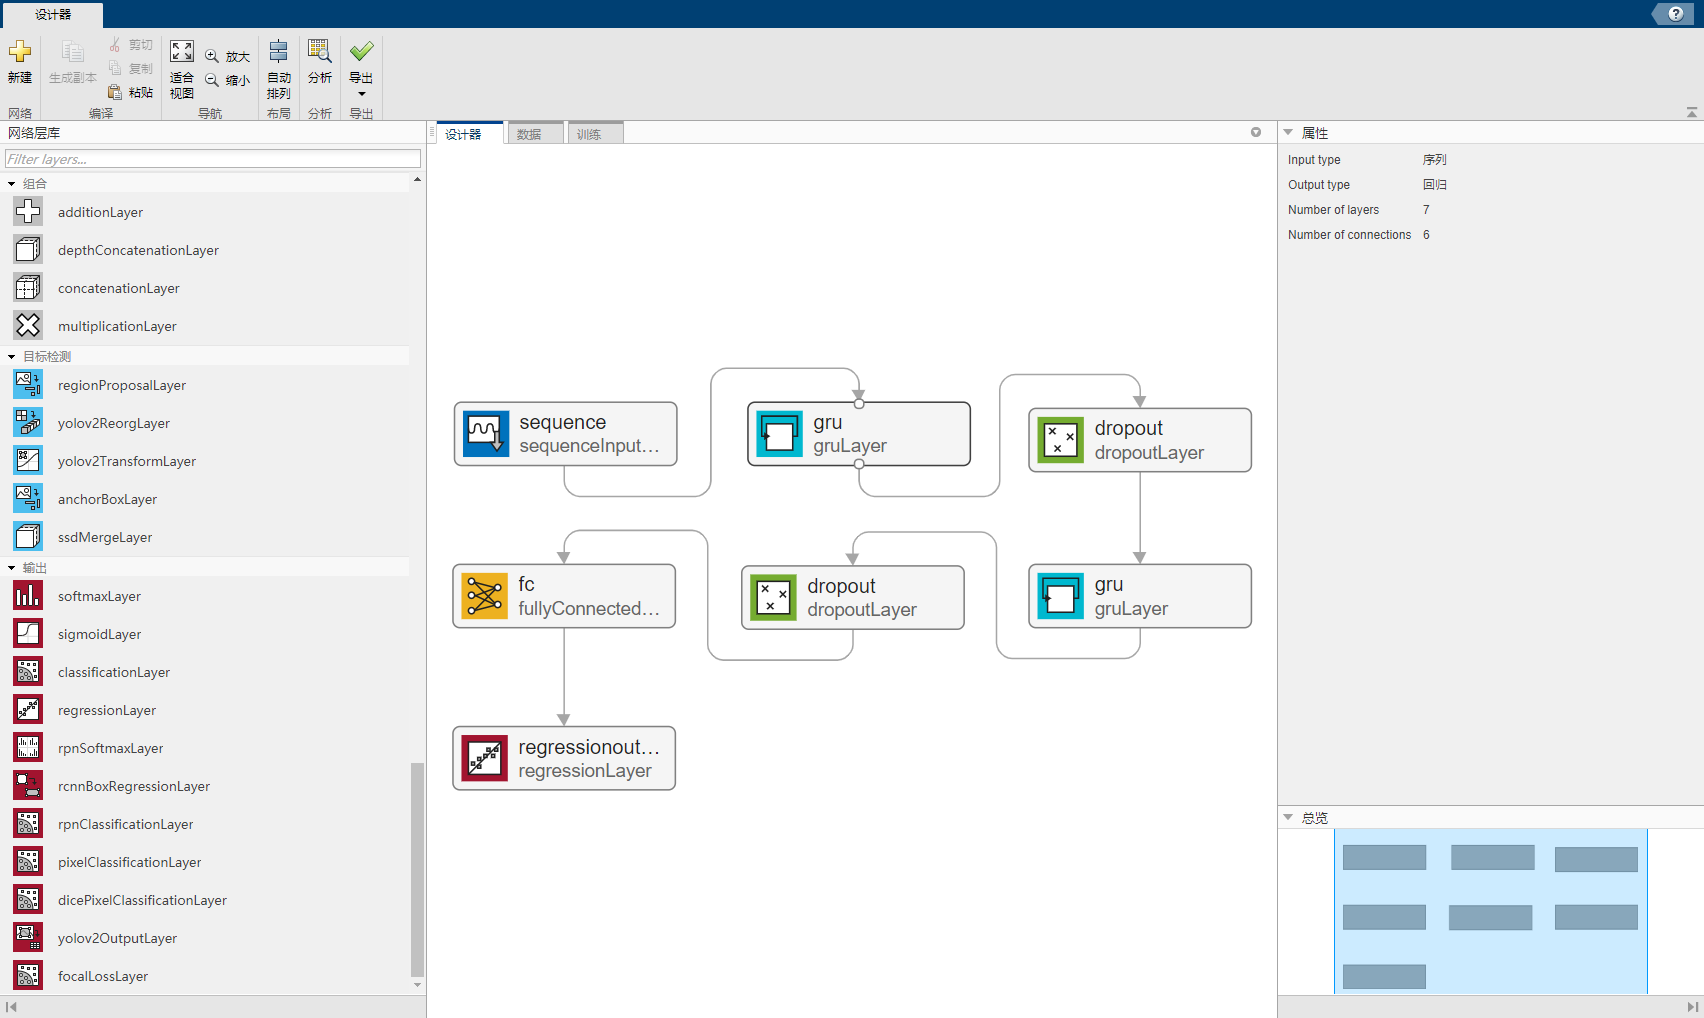 设计器
新建
生成副本
剪切
复制
粘贴
适合
视图
放大
缩小
自动
排列
分析
导出
网络
编译
导航
布局
分析
导出
网络层库
Filter layers...
组合
additionLayer
depthConcatenationLayer
concatenationLayer
multiplicationLayer
目标检测
regionProposalLayer
yolov2ReorgLayer
yolov2TransformLayer
anchorBoxLayer
ssdMergeLayer
输出
softmaxLayer
sigmoidLayer
classificationLayer
regressionLayer
rpnSoftmaxLayer
rcnnBoxRegressionLayer
rpnClassificationLayer
pixelClassificationLayer
dicePixelClassificationLayer
yolov2OutputLayer
focalLossLayer
设计器
数据
训练
sequence
sequenceInput...
gru
gruLayer
dropout
dropoutLayer
fc
fullyConnected...
dropout
dropoutLayer
gru
gruLayer
regressionout...
regressionLayer
属性
Input type 序列
Output type 回归
Number of layers 7
Number of connections 6
总览